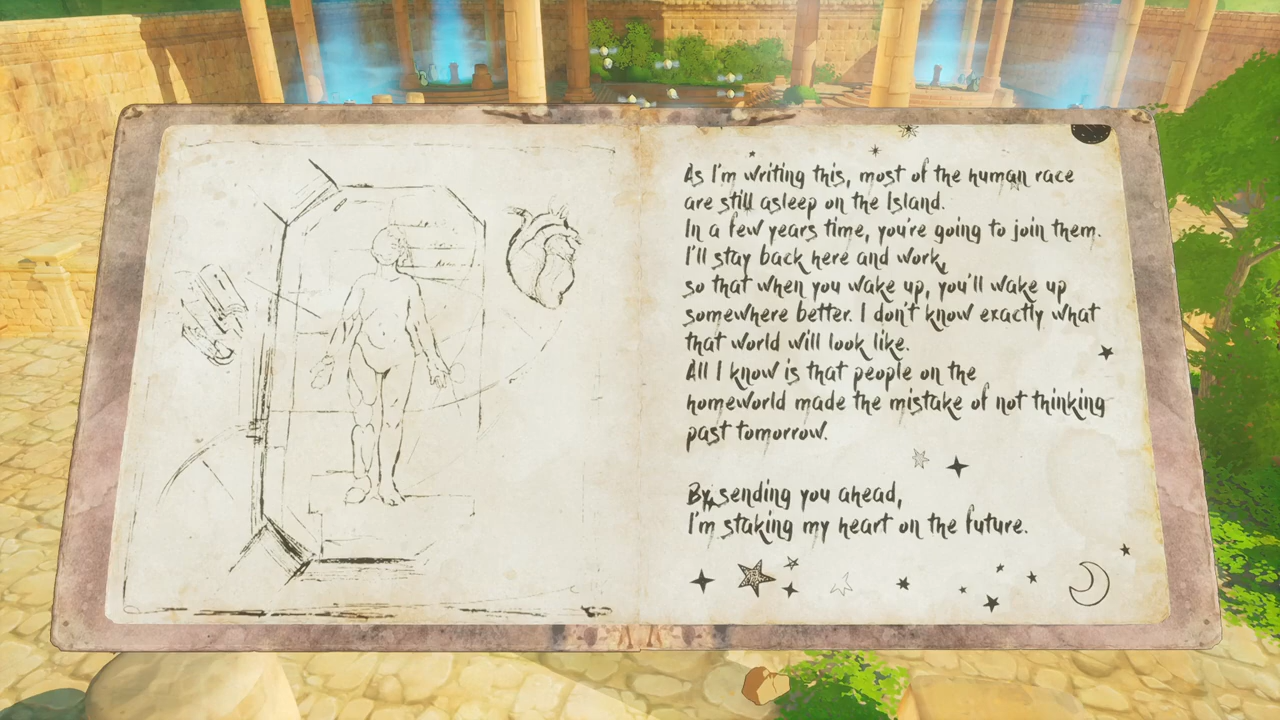 As I'm writing this, most of the human race
are still asleep on the Island.
In a few years time, you're going to join them.
I'll stay back here and work,
so that when you wake up, you'll wake up
somewhere better. I don't know exactly what
that world will look like.
All I know is that people on the
homeworld made the mistake of not thinking
past tomorrow.
By sending you ahead,
I'm staking my heart on the future.